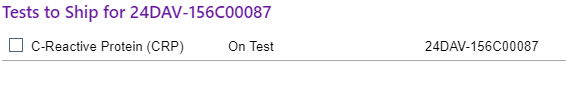 Tests to Ship for 24DAV-156C00087
C-Reactive Protein (CRP) On Test 24DAV-156C00087